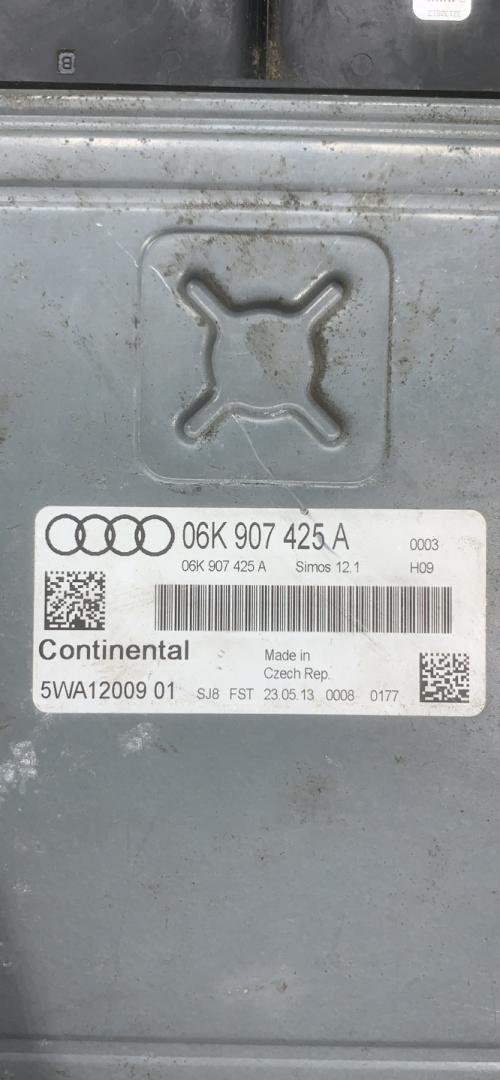 B
06K 907 425 A 0003
06K 907 425 A Simos 12.1 H09
Continental
Made in
Czech Rep.
5WA12009 01 SJ8 FST 23.05.13 0008 0177